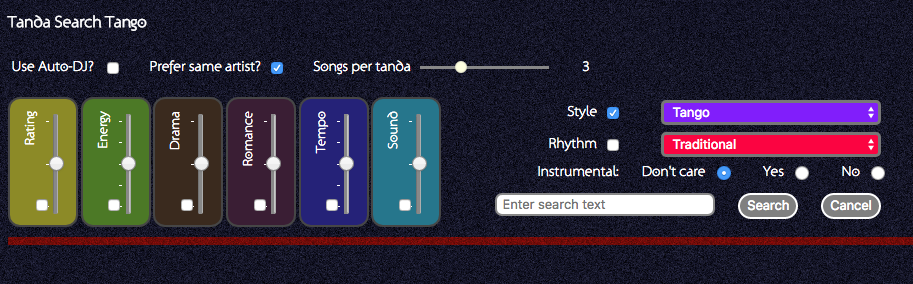 Tanda Search Tango
Use Auto-DJ? Prefer same artist? Songs per tanda 3
Rating Energy Drama Romance Tempo Sound
Style Tango
Rhythm Traditional
Instrumental: Don't care Yes No
Enter search text Search Cancel